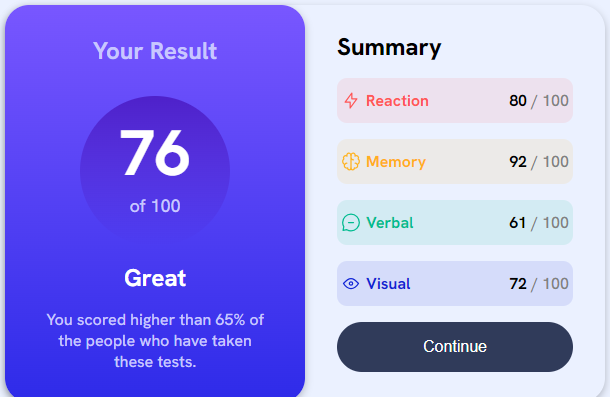 Your Result
76
of 100
Great
You scored higher than 65% of
the people who have taken
these tests.
Summary
Reaction 80 / 100
Memory 92 / 100
Verbal 61 / 100
Visual 72 / 100
Continue